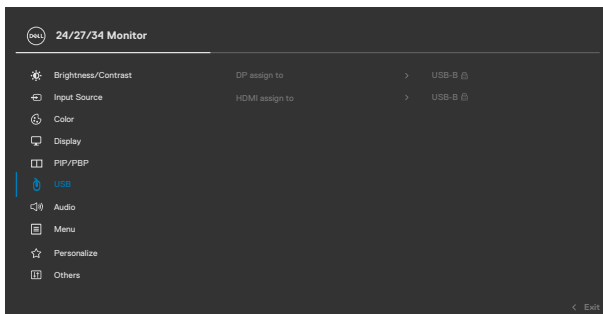 DELL 24/27/34 Monitor
Brightness/Contrast DP assign to > USB-B
Input Source HDMI assign to > USB-B
Color
Display
PIP/PBP
USB
Audio
Menu
Personalize
Others
< Exit